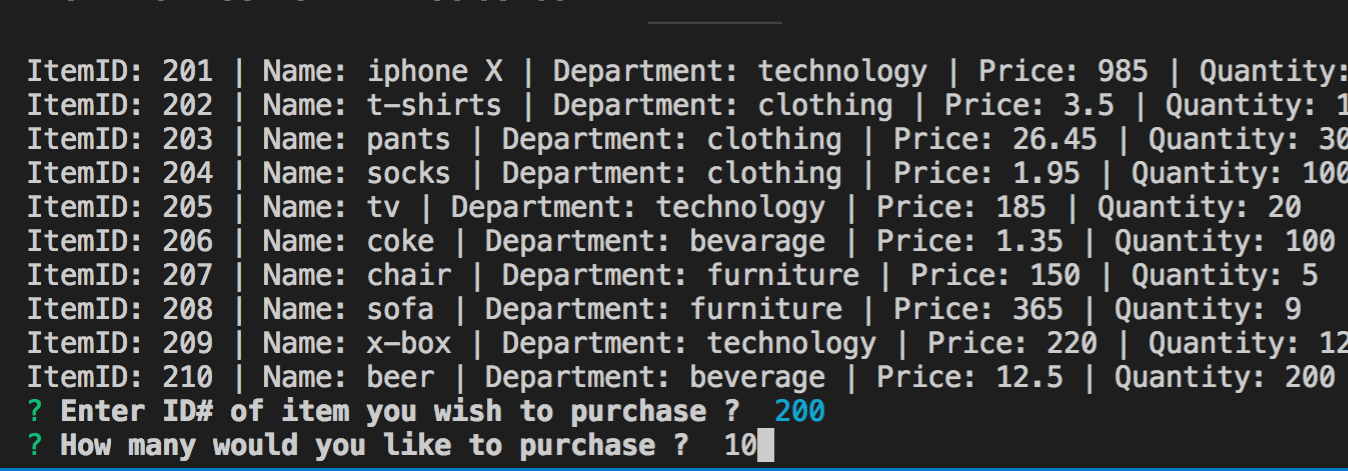 ItemID: 201 | Name: iphone X | Department: technology | Price: 985 | Quantity:
ItemID: 202 | Name: t-shirts | Department: clothing | Price: 3.5 | Quantity: 1
ItemID: 203 | Name: pants | Department: clothing | Price: 26.45 | Quantity: 30
ItemID: 204 | Name: socks | Department: clothing | Price: 1.95 | Quantity: 100
ItemID: 205 | Name: tv | Department: technology | Price: 185 | Quantity: 20
ItemID: 206 | Name: coke | Department: bevarage | Price: 1.35 | Quantity: 100
ItemID: 207 | Name: chair | Department: furniture | Price: 150 | Quantity: 5
ItemID: 208 | Name: sofa | Department: furniture | Price: 365 | Quantity: 9
ItemID: 209 | Name: x-box | Department: technology | Price: 220 | Quantity: 12
ItemID: 210 | Name: beer | Department: beverage | Price: 12.5 | Quantity: 200
? Enter ID# of item you wish to purchase ?  200
? How many would you like to purchase ?  10